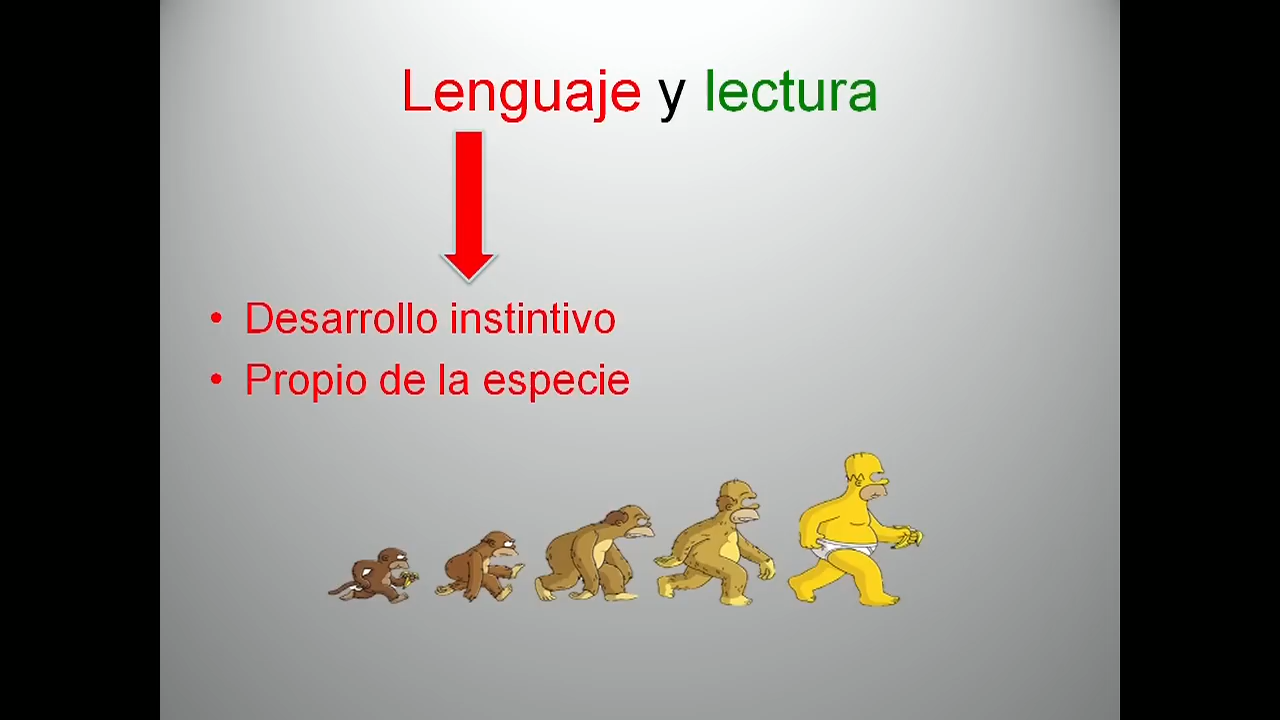 Lenguaje y lectura
• Desarrollo instintivo
• Propio de la especie